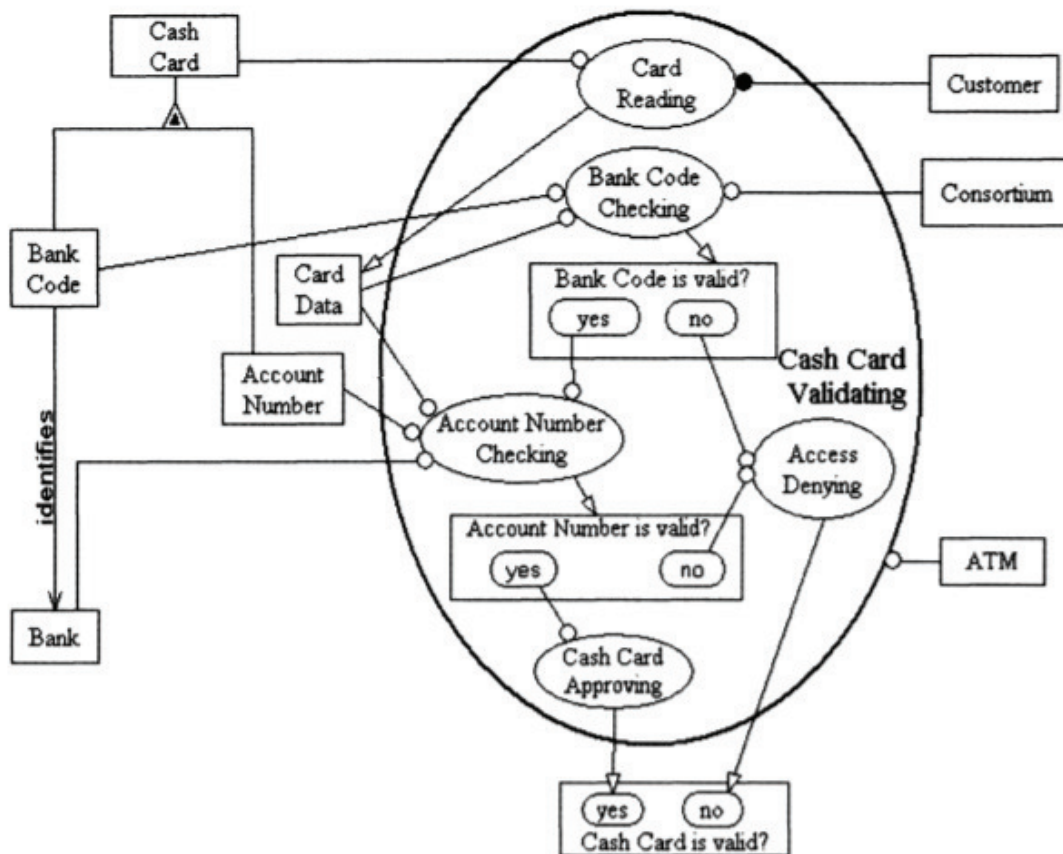 Cash
Card
Card
Reading
Customer
Bank Code
Checking
Consortium
Bank
Code
Card
Data
Bank Code is valid?
yes
no
Cash Card
Validating
Account
Number
Account Number
Checking
Access
Denying
identifies
Account Number is valid?
yes
no
ATM
Bank
Cash Card
Approving
yes
no
Cash Card is valid?